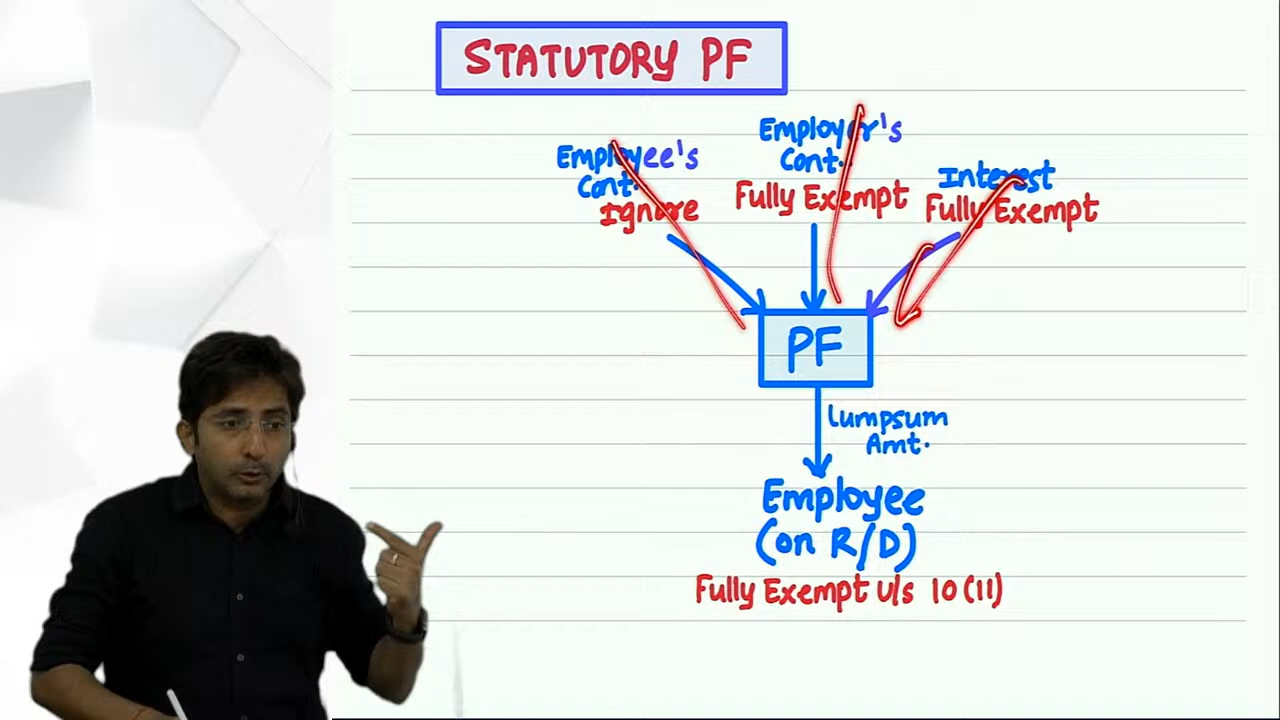 STATUTORY PF
Employee's
Cont.
Ignore
Employer's
Cont.
Fully Exempt
Interest
Fully Exempt
PF
Lumpsum
Amt.
Employee
(on R/D)
Fully Exempt u/s 10(11)